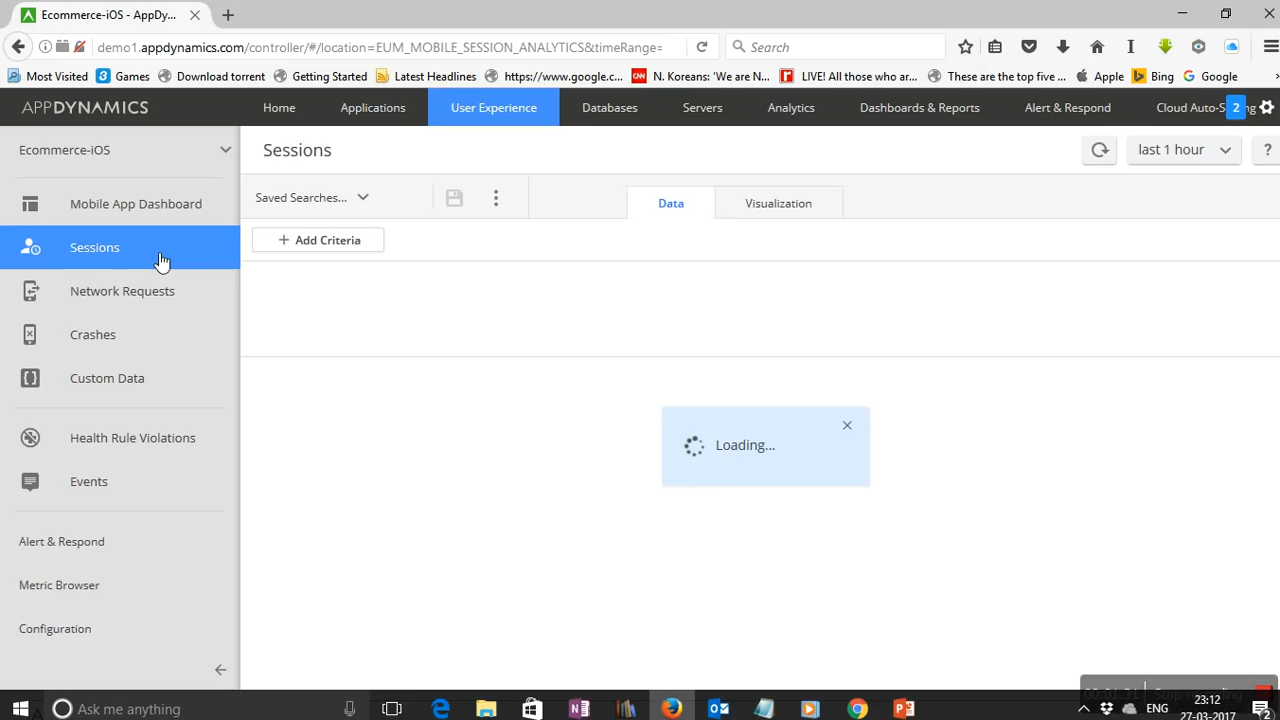 Ecommerce-iOS - AppDy...
demo1.appdynamics.com/controller/#/location=EUM_MOBILE_SESSION_ANALYTICS&timeRange=
Search
Most Visited
Games
Download torrent
Getting Started
Latest Headlines
https://www.google.c...
N. Koreans: 'We are N...
LIVE! All those who ar...
These are the top five ...
Apple
Bing
Google
APPDYNAMICS
Home
Applications
User Experience
Databases
Servers
Analytics
Dashboards & Reports
Alert & Respond
Cloud Auto-S
2
ng
Ecommerce-iOS
Sessions
last 1 hour
?
Mobile App Dashboard
Saved Searches...
Data
Visualization
Sessions
+ Add Criteria
Network Requests
Crashes
Custom Data
Loading...
Health Rule Violations
Events
Alert & Respond
Metric Browser
Configuration
Ask me anything
ENG
23:12
27-03-2017
2